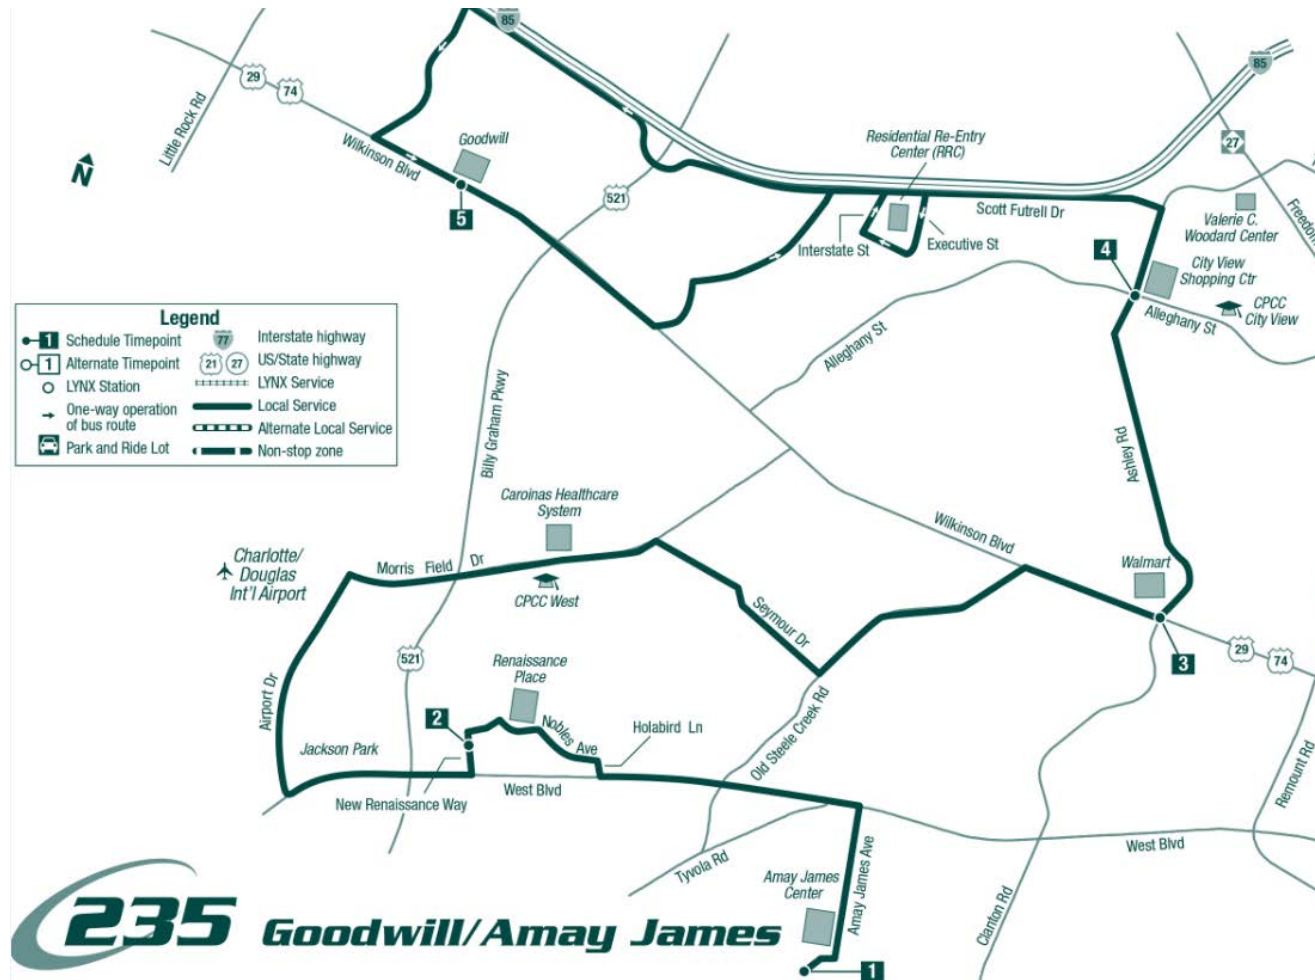 85
29
74
Little Rock Rd
Goodwill
Wilkinson Blvd
5
N
521
Residential Re-Entry
Center (RRC)
85
27
Interstate St
Executive St
Scott Futrell Dr
Valerie C.
Woodard Center
4
City View
Shopping Ctr
CPCC
City View
Alleghany St
Alleghany St
Legend
1 Schedule Timepoint
1 Alternate Timepoint
LYNX Station
One-way operation
of bus route
Park and Ride Lot
77 Interstate highway
21 27 US/State highway
LYNX Service
Local Service
Alternate Local Service
Non-stop zone
Billy Graham Pkwy
Ashley Rd
Caroinas Healthcare
System
Wilkinson Blvd
Walmart
Charlotte/
Douglas
Int'l Airport
Morris Field Dr
CPCC West
Seymour Dr
3
29
74
521
Renaissance
Place
2
Nobles Ave
Holabird Ln
Airport Dr
Jackson Park
Old Steele Creek Rd
New Renaissance Way
West Blvd
Remount Rd
Tyvola Rd
West Blvd
Amay James
Center
Amay James Ave
Clanton Rd
1
235 Goodwill/Amay James